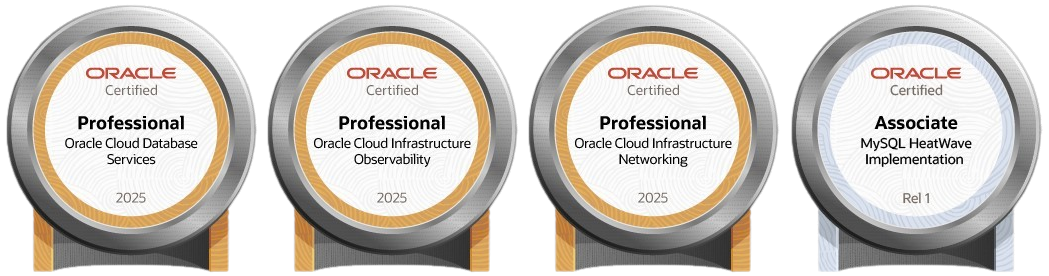 ORACLE
Certified
Professional
Oracle Cloud Database
Services
2025
ORACLE
Certified
Professional
Oracle Cloud Infrastructure
Observability
2025
ORACLE
Certified
Professional
Oracle Cloud Infrastructure
Networking
2025
ORACLE
Certified
Associate
MySQL HeatWave
Implementation
Rel 1